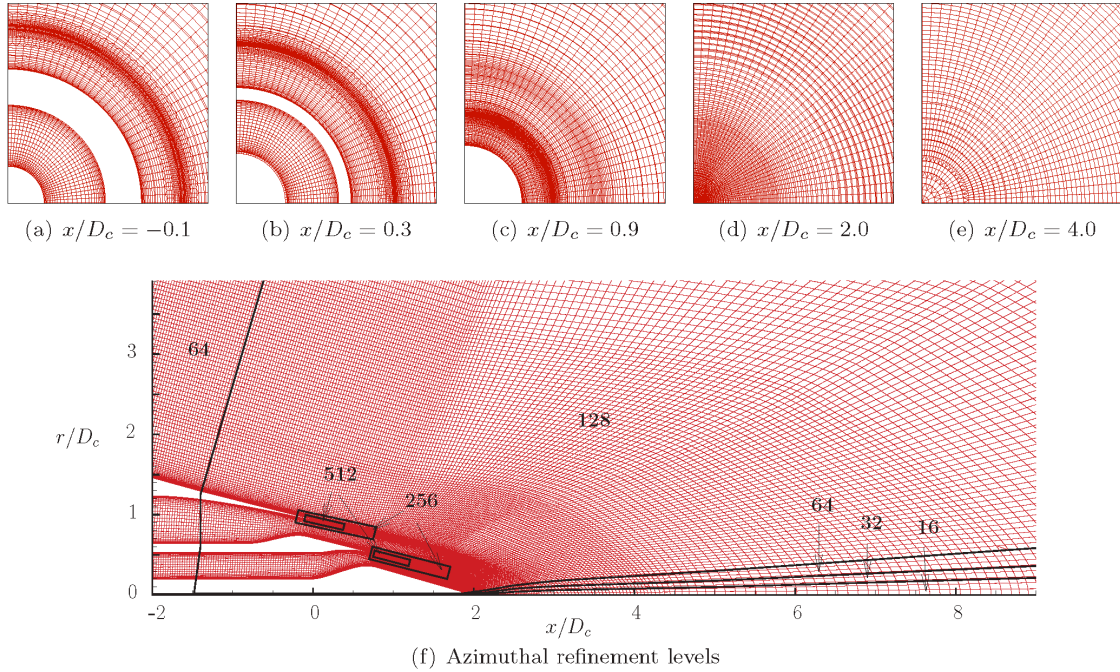 (a) x/D_c = −0.1
(b) x/D_c = 0.3
(c) x/D_c = 0.9
(d) x/D_c = 2.0
(e) x/D_c = 4.0
64
3
128
r/D_c
2
512
256
64
32
16
1
0
−2
0
2
4
6
8
x/D_c
(f) Azimuthal refinement levels